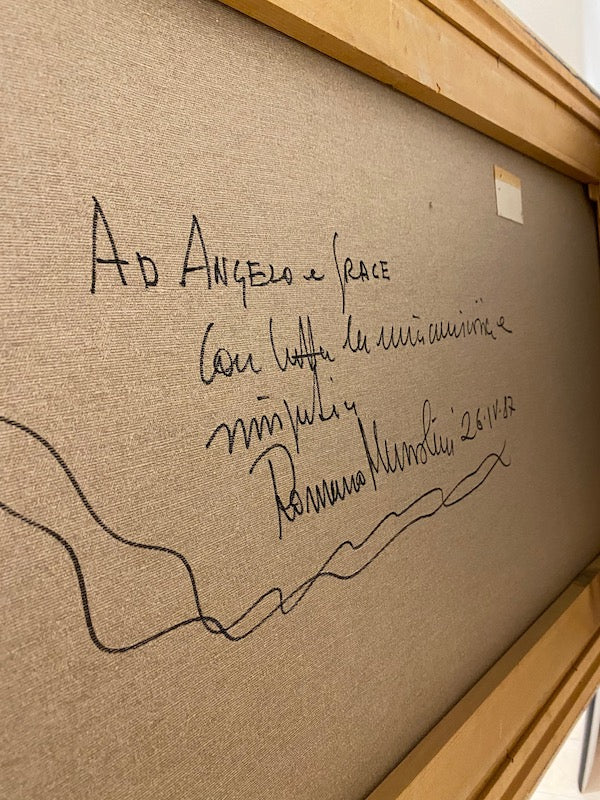 AD ANGELO e GRACE
Con tutta la mia amicizia e
simpatia
Romano Mussolini 26·IV·87